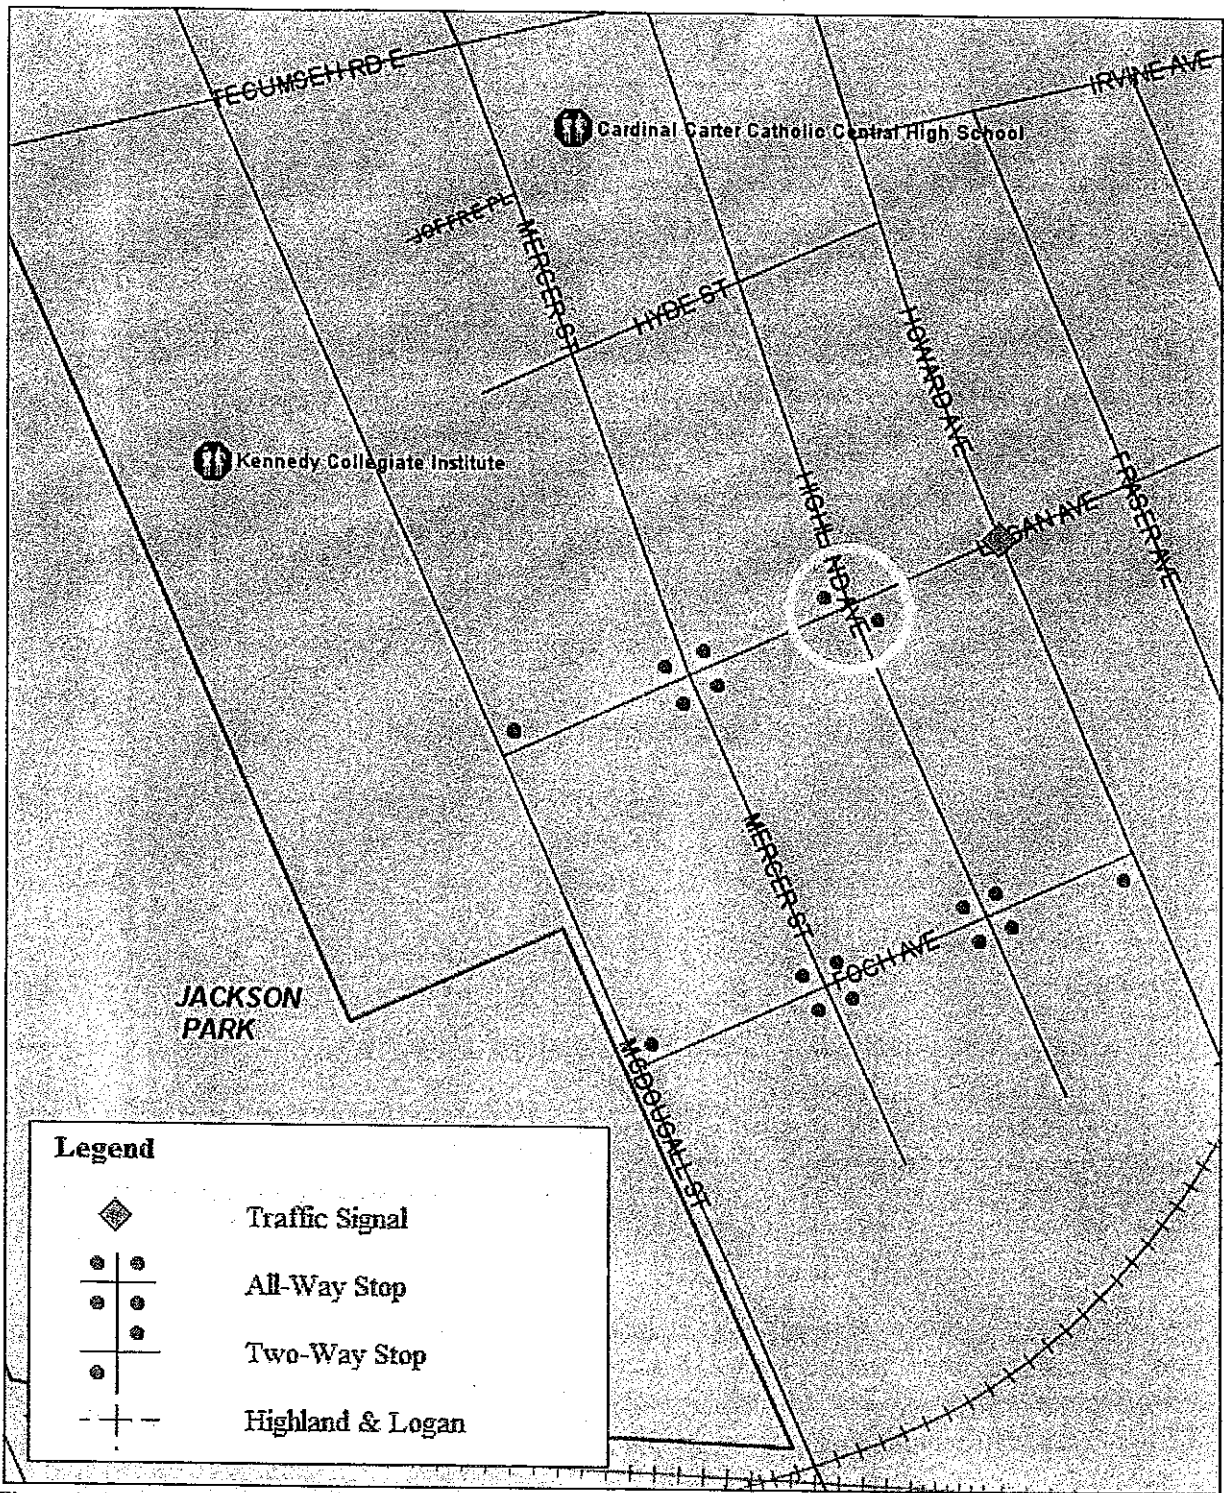 TECUMSEH RD E
IRVINE AVE
Cardinal Carter Catholic Central High School
JOFFRE PL
MERCER ST
HYDE ST
HOWARD AVE
Kennedy Collegiate Institute
HIGHLAND AVE
LOGAN AVE
FRASER AVE
MERCER ST
FOCH AVE
JACKSON
PARK
MCDOUGALL ST
Legend
Traffic Signal
All-Way Stop
Two-Way Stop
Highland & Logan